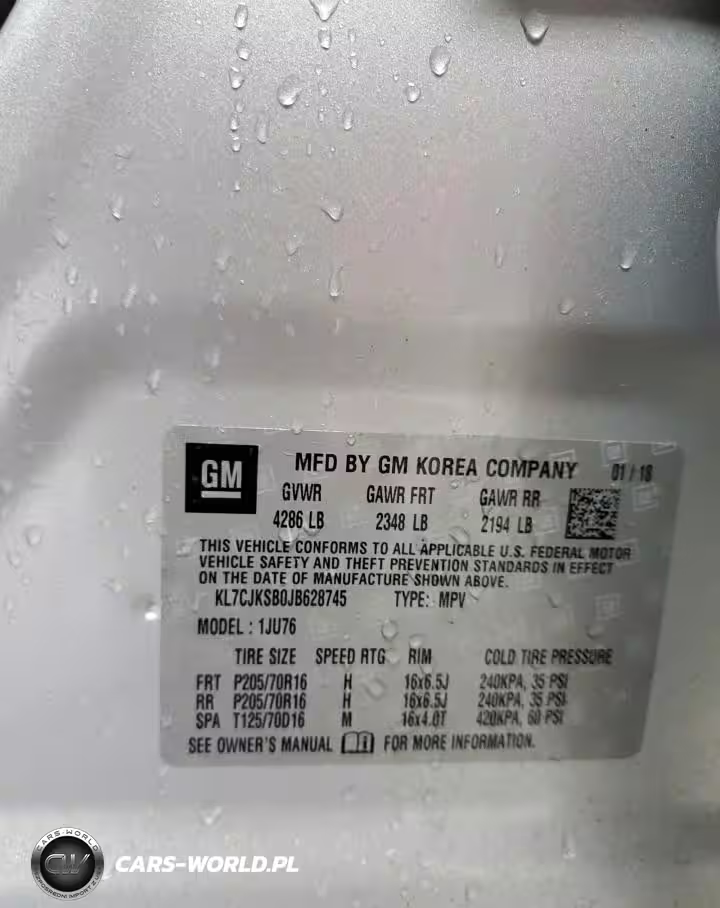 GM
MFD BY GM KOREA COMPANY 01 / 18
GVWR GAWR FRT GAWR RR
4286 LB 2348 LB 2194 LB
THIS VEHICLE CONFORMS TO ALL APPLICABLE U.S. FEDERAL MOTOR
VEHICLE SAFETY AND THEFT PREVENTION STANDARDS IN EFFECT
ON THE DATE OF MANUFACTURE SHOWN ABOVE.
KL7CJKSB0JB628745 TYPE: MPV
MODEL : 1JU76
TIRE SIZE SPEED RTG RIM COLD TIRE PRESSURE
FRT P205/70R16 H 16x6.5J 240KPA, 35 PSI
RR P205/70R16 H 16x6.5J 240KPA, 35 PSI
SPA T125/70D16 M 16x4.0T 420KPA, 60 PSI
SEE OWNER'S MANUAL FOR MORE INFORMATION.
CARS-WORLD
CW
CARS-WORLD.PL